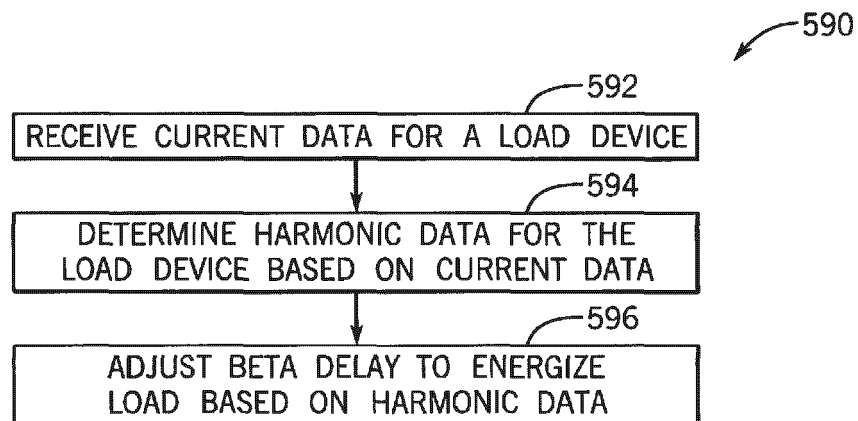 590
592
RECEIVE CURRENT DATA FOR A LOAD DEVICE
594
DETERMINE HARMONIC DATA FOR THE
LOAD DEVICE BASED ON CURRENT DATA
596
ADJUST BETA DELAY TO ENERGIZE
LOAD BASED ON HARMONIC DATA